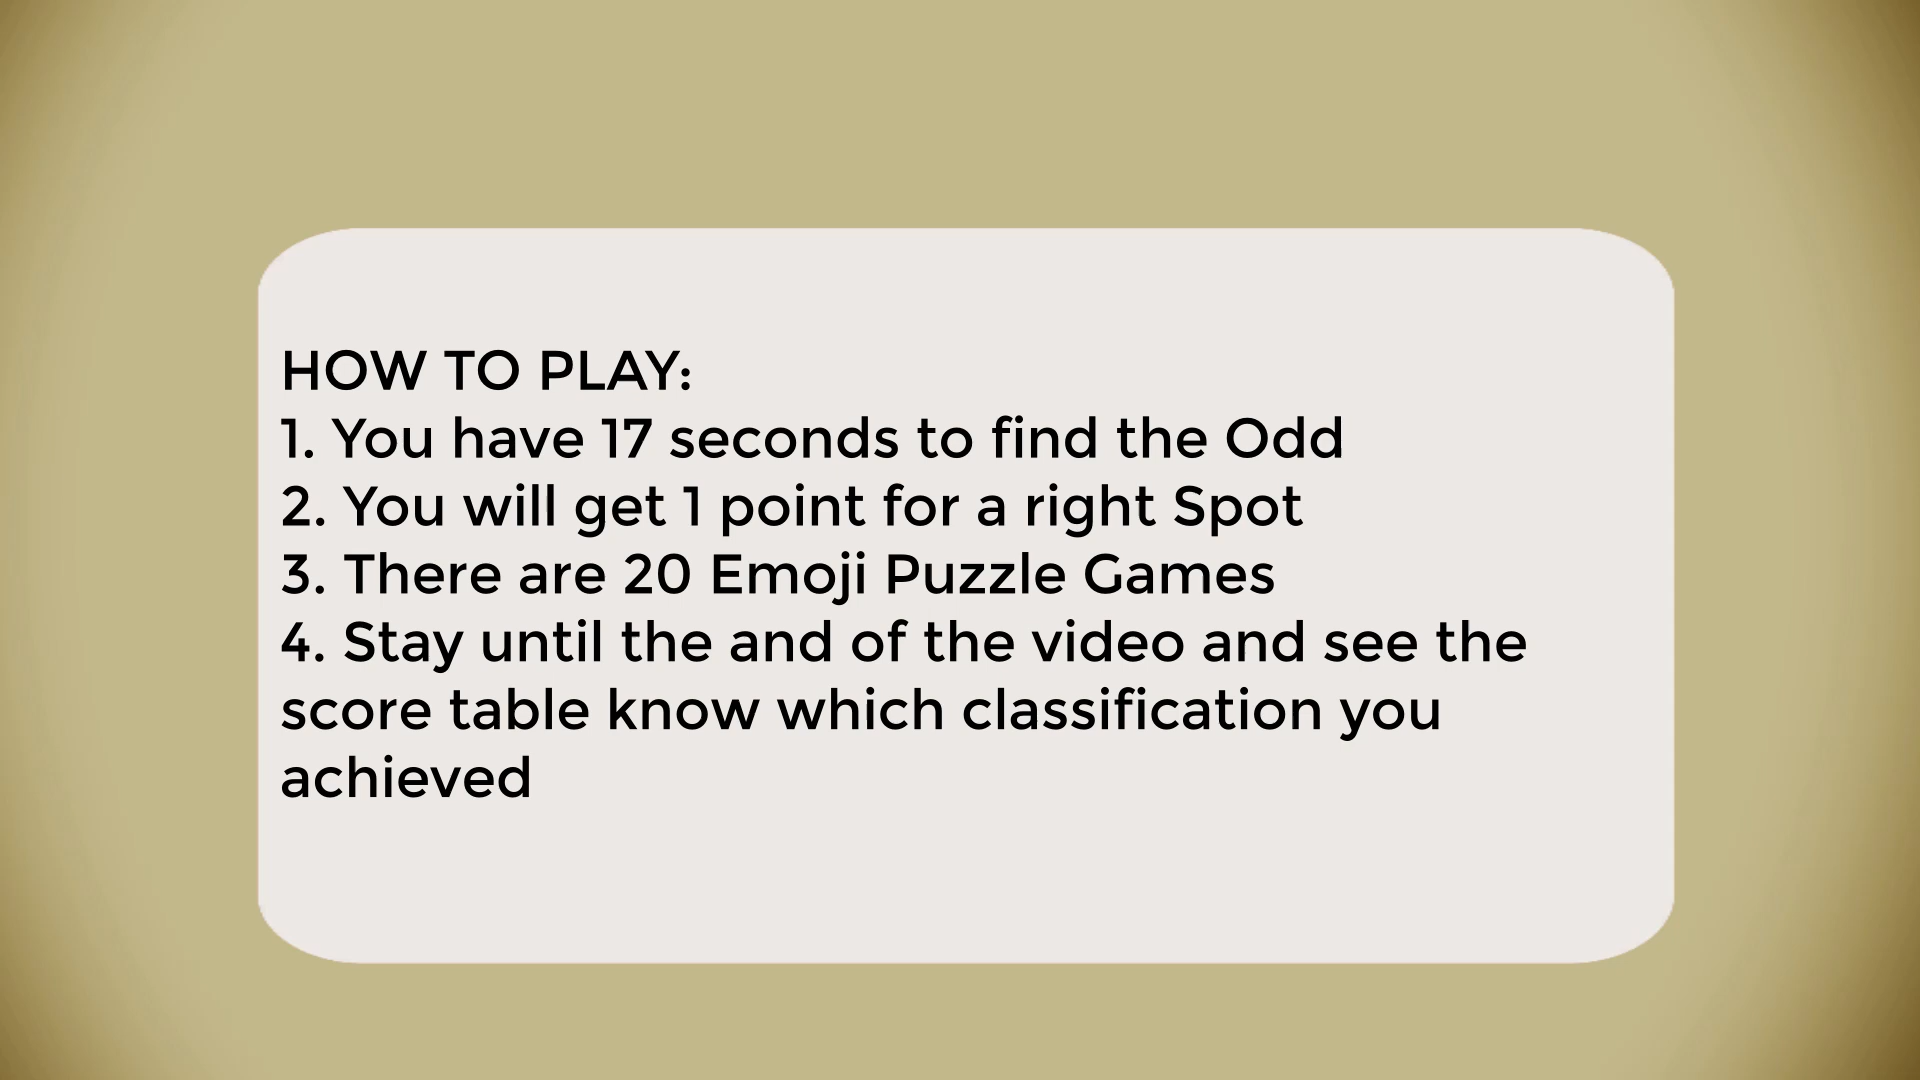 HOW TO PLAY:
1. You have 17 seconds to find the Odd
2. You will get 1 point for a right Spot
3. There are 20 Emoji Puzzle Games
4. Stay until the and of the video and see the
score table know which classification you
achieved